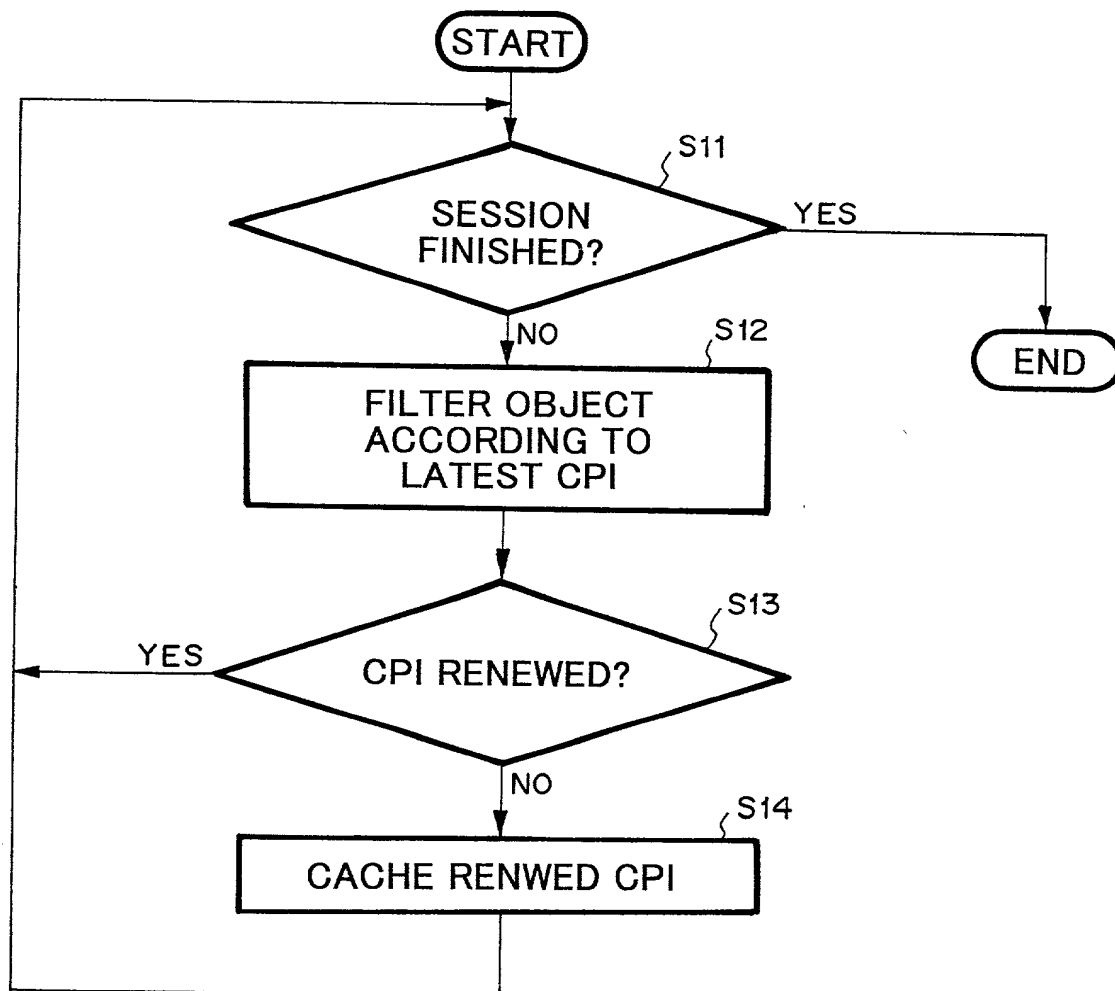 START
S11
SESSION
FINISHED?
YES
NO
S12
END
FILTER OBJECT
ACCORDING TO
LATEST CPI
S13
YES
CPI RENEWED?
NO
S14
CACHE RENWED CPI